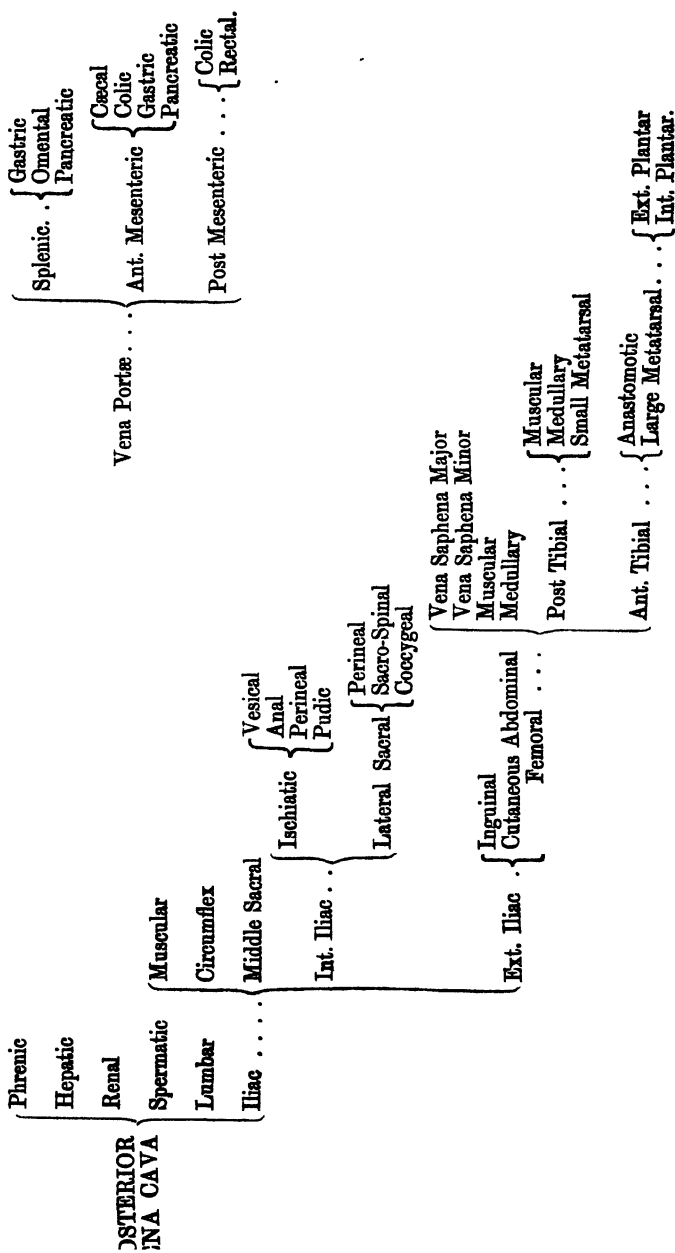 OSTERIOR
ENA CAVA
Phrenic
Hepatic
Renal
Spermatic
Lumbar
Iliac . . . .
Muscular
Circumflex
Middle Sacral
Int. Iliac . .
Ischiatic
Vesical
Anal
Perineal
Pudic
Lateral Sacral
Perineal
Sacro-Spinal
Coccygeal
Ext. Iliac .
Inguinal
Cutaneous Abdominal
Femoral . . .
Vena Saphena Major
Vena Saphena Minor
Muscular
Medullary
Post Tibial . . .
Muscular
Medullary
Small Metatarsal
Ant. Tibial . . .
Anastomotic
Large Metatarsal. . . .
Ext. Plantar
Int. Plantar.
Vena Portæ . . . .
Splenic. .
Gastric
Omental
Pancreatic
Ant. Mesenteric
Cæcal
Colic
Gastric
Pancreatic
Post Mesenteric . . .
Colic
Rectal.